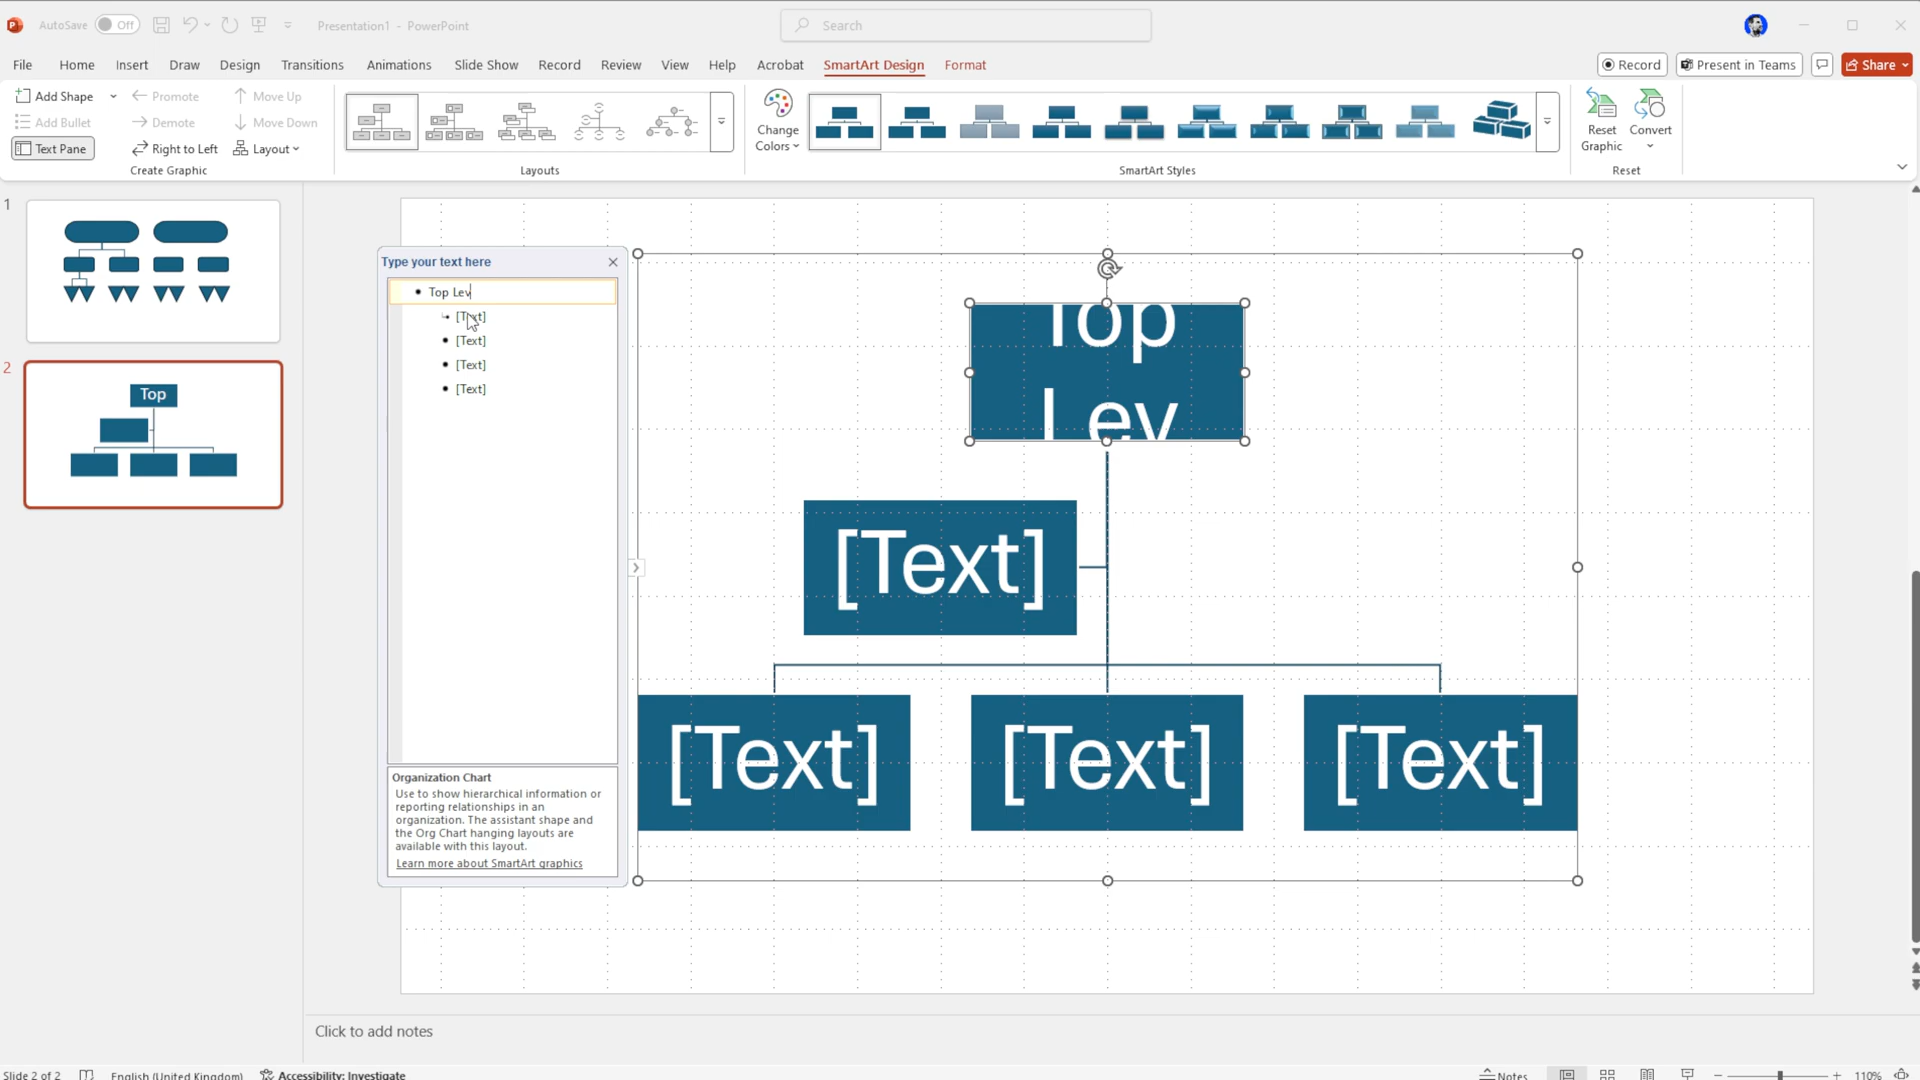 AutoSave Off Presentation1 - PowerPoint Search
File Home Insert Draw Design Transitions Animations Slide Show Record Review View Help Acrobat SmartArt Design Format Record Present in Teams Share
Add Shape Promote Move Up
Add Bullet Demote Move Down
Text Pane Right to Left Layout
Create Graphic
Layouts
Change
Colors
SmartArt Styles
Reset
Graphic
Convert
Reset
1
2
Top
Type your text here
Top Lev
[Text]
[Text]
[Text]
[Text]
Organization Chart
Use to show hierarchical information or
reporting relationships in an
organization. The assistant shape and
the Org Chart hanging layouts are
available with this layout.
Learn more about SmartArt graphics
Top
Lev
[Text]
[Text] [Text] [Text]
Click to add notes
Slide 2 of 2 English (United Kingdom) Accessibility: Investigate Notes 110%